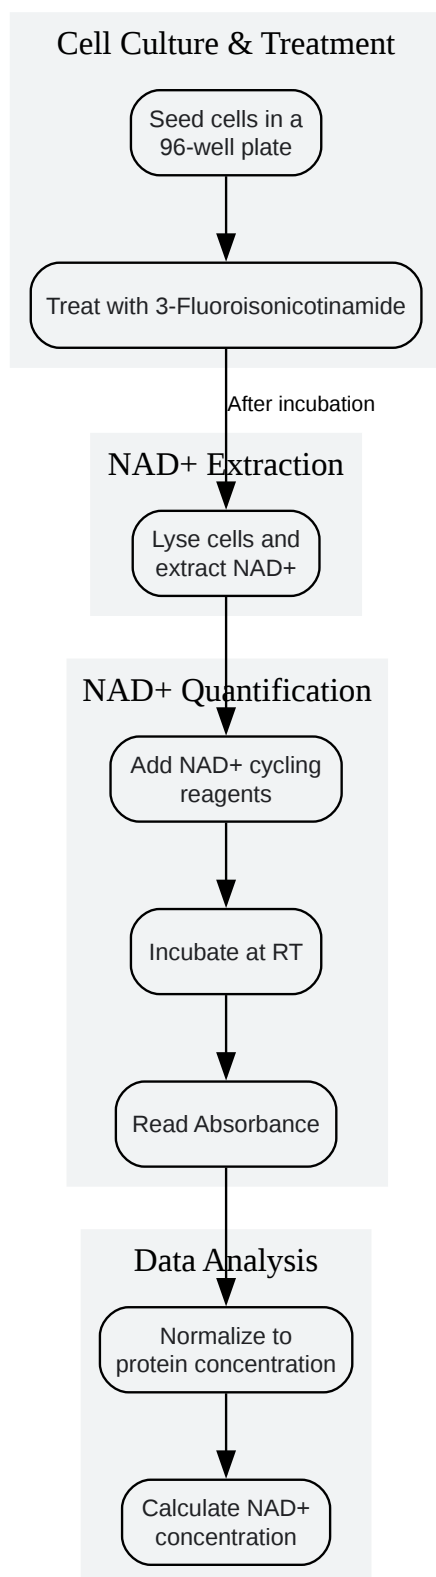 Cell Culture & Treatment
Seed cells in a
96-well plate
Treat with 3-Fluoroisonicotinamide
After incubation
NAD+ Extraction
Lyse cells and
extract NAD+
NAD+ Quantification
Add NAD+ cycling
reagents
Incubate at RT
Read Absorbance
Data Analysis
Normalize to
protein concentration
Calculate NAD+
concentration